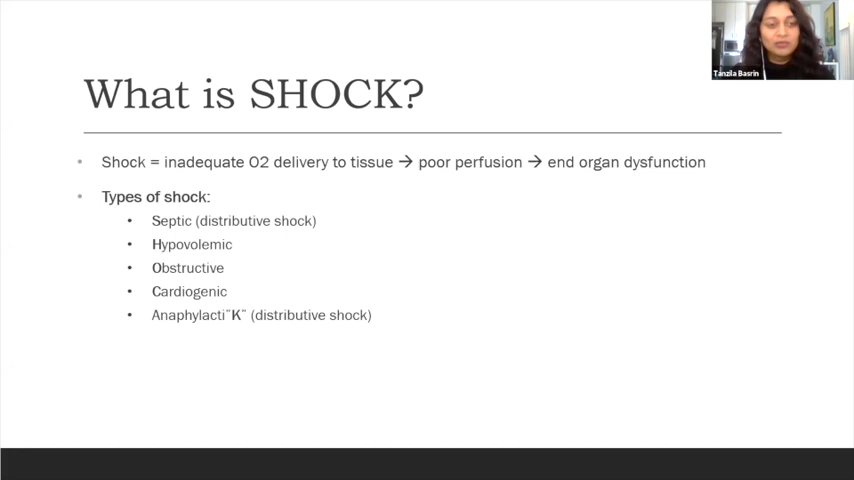 Tanzila Basrin
What is SHOCK?
• Shock = inadequate O2 delivery to tissue → poor perfusion → end organ dysfunction
• Types of shock:
• Septic (distributive shock)
• Hypovolemic
• Obstructive
• Cardiogenic
• Anaphylacti"K" (distributive shock)